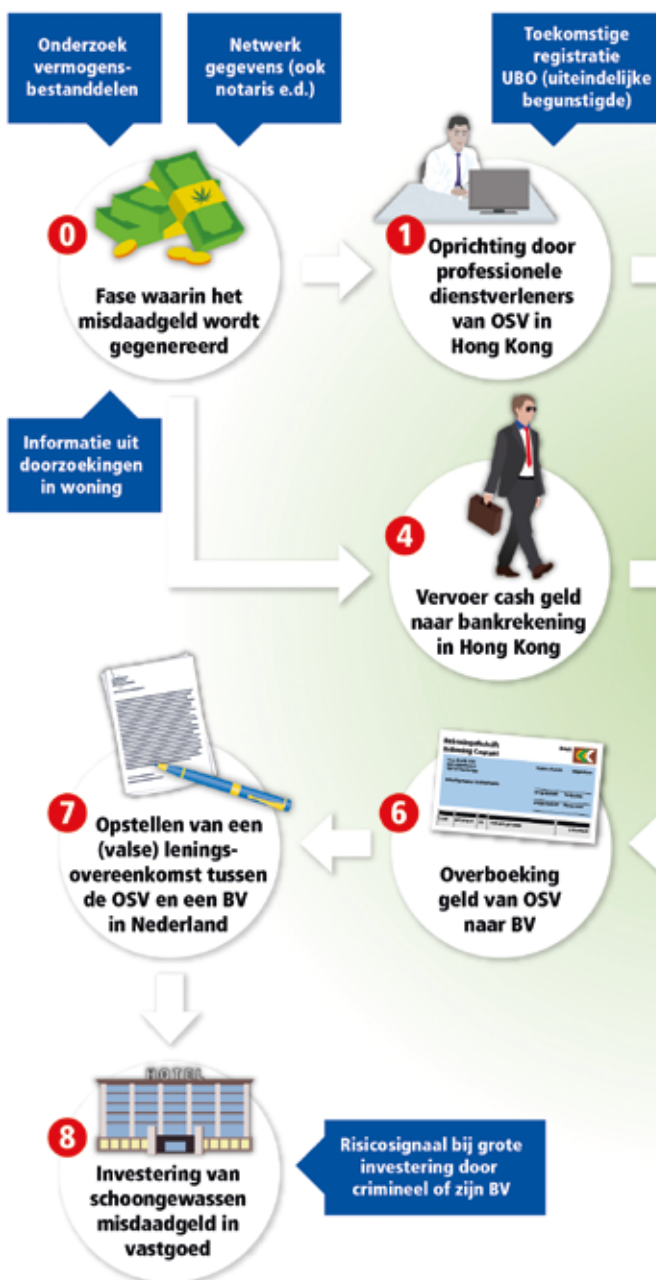 Onderzoek
vermogens-
bestanddelen
Netwerk
gegevens (ook
notaris e.d.)
Toekomstige
registratie
UBO (uiteindelijke
begunstigde)
0
Fase waarin het
misdaadgeld wordt
gegenereerd
1
Oprichting door
professionele
dienstverleners
van OSV in
Hong Kong
Informatie uit
doorzoekingen
in woning
4
Vervoer cash geld
naar bankrekening
in Hong Kong
7
Opstellen van een
(valse) lenings-
overeenkomst tussen
de OSV en een BV
in Nederland
6
Overboeking
geld van OSV
naar BV
HOTEL
8
Investering van
schoongewassen
misdaadgeld in
vastgoed
Risicosignaal bij grote
investering door
crimineel of zijn BV